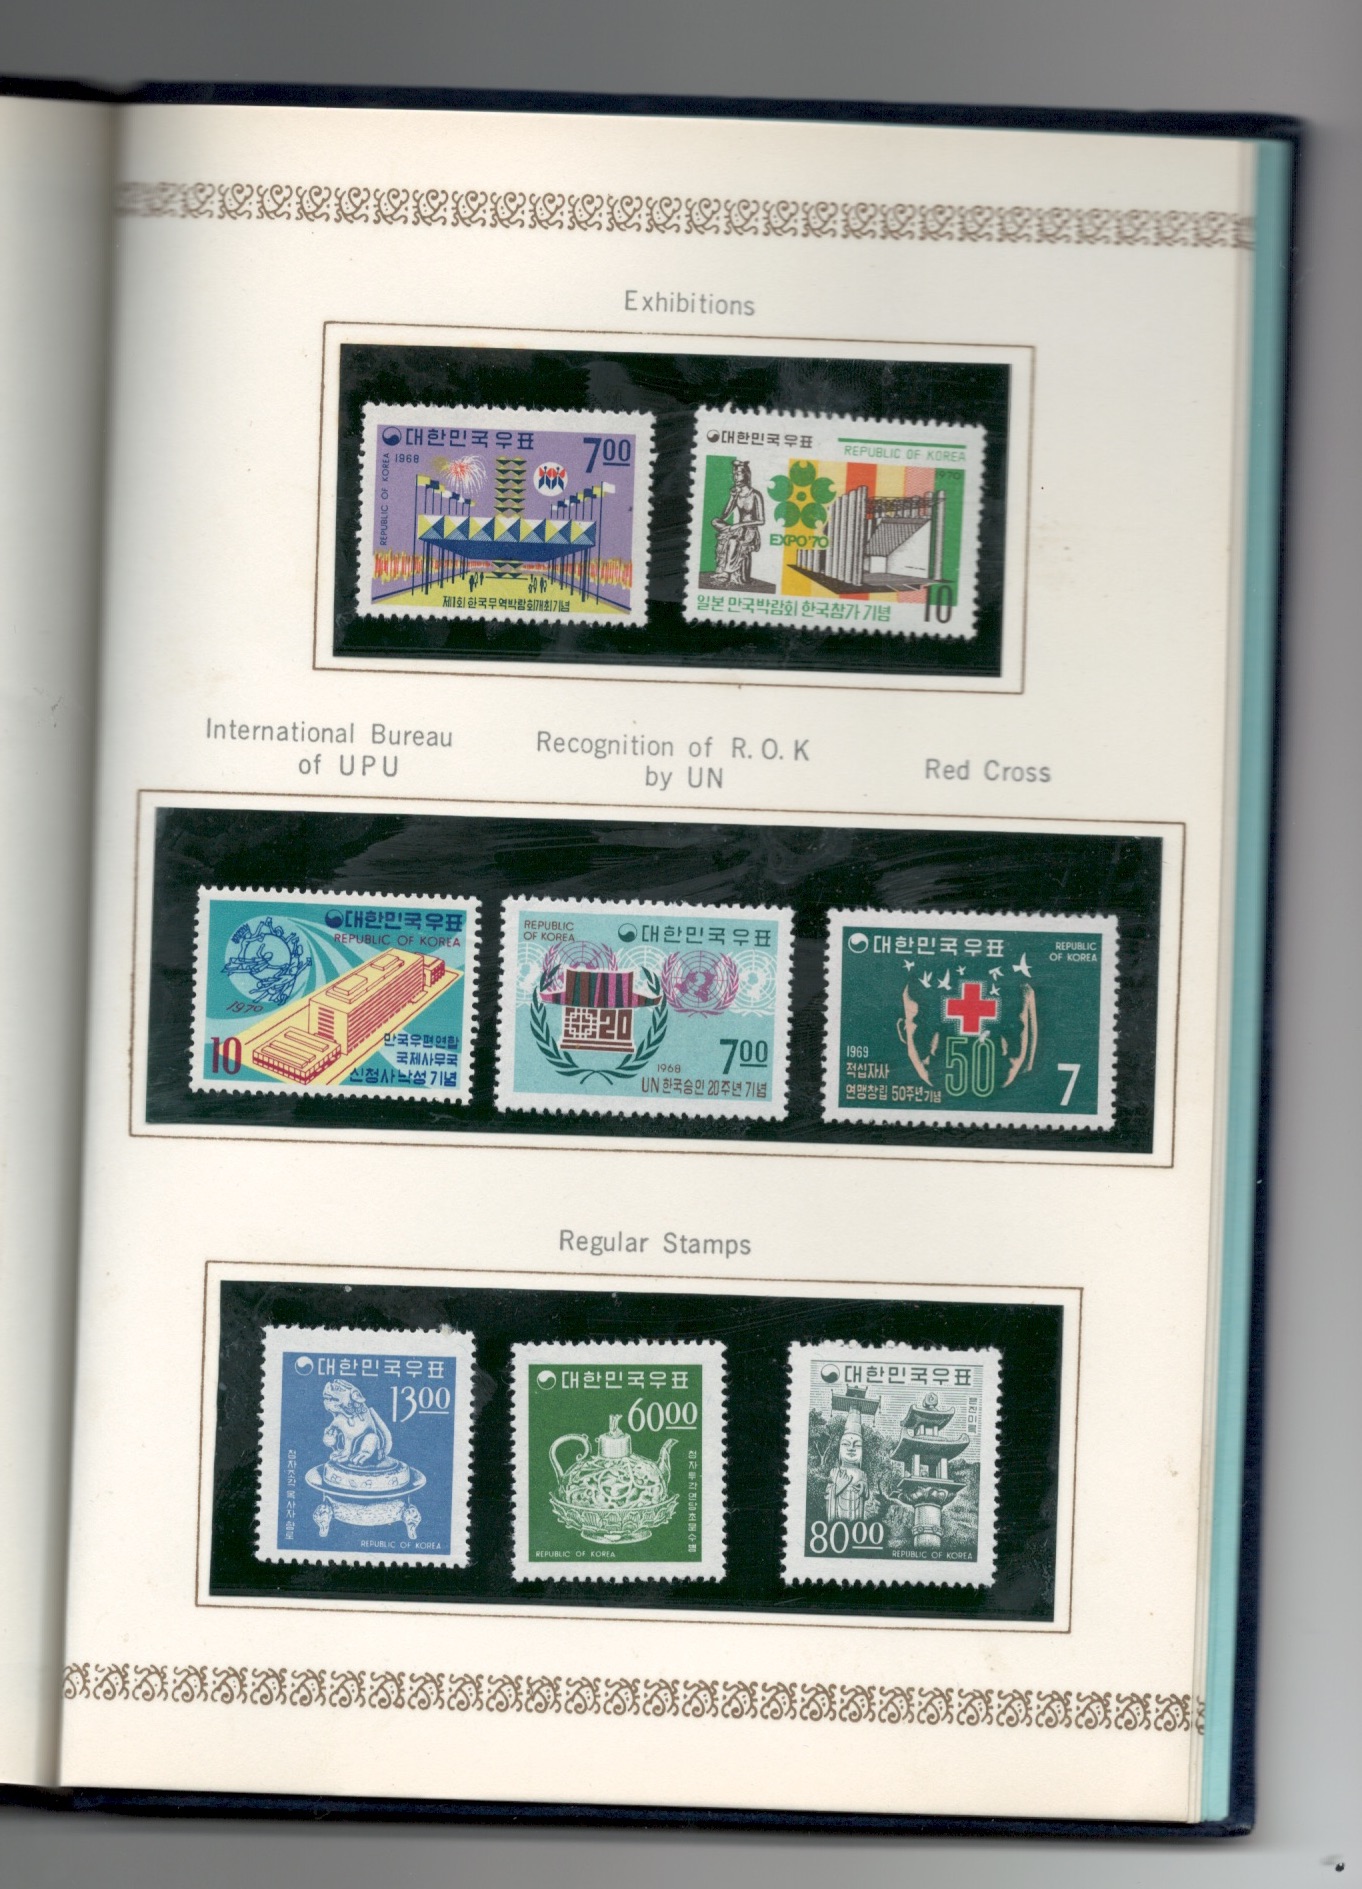 Exhibitions
대한민국우표
7 00
1968
REPUBLIC OF KOREA
제1회 한국무역박람회개최기념
대한민국우표
REPUBLIC OF KOREA
1970
EXPO'70
10
일본 만국박람회 한국참가 기념
International Bureau
of UPU
Recognition of R.O.K
by UN
Red Cross
대한민국우표
REPUBLIC OF KOREA
1970
10
만국우편연합
국제사무국
신청사 낙성 기념
REPUBLIC
OF KOREA
대한민국우표
20
1968
7 00
UN 한국승인 20주년 기념
대한민국우표
REPUBLIC
OF KOREA
50
1969
적십자사
연맹창립 50주년기념
7
Regular Stamps
대한민국우표
13 00
REPUBLIC OF KOREA
대한민국우표
60 00
REPUBLIC OF KOREA
대한민국우표
은진미륵
80 00
REPUBLIC OF KOREA